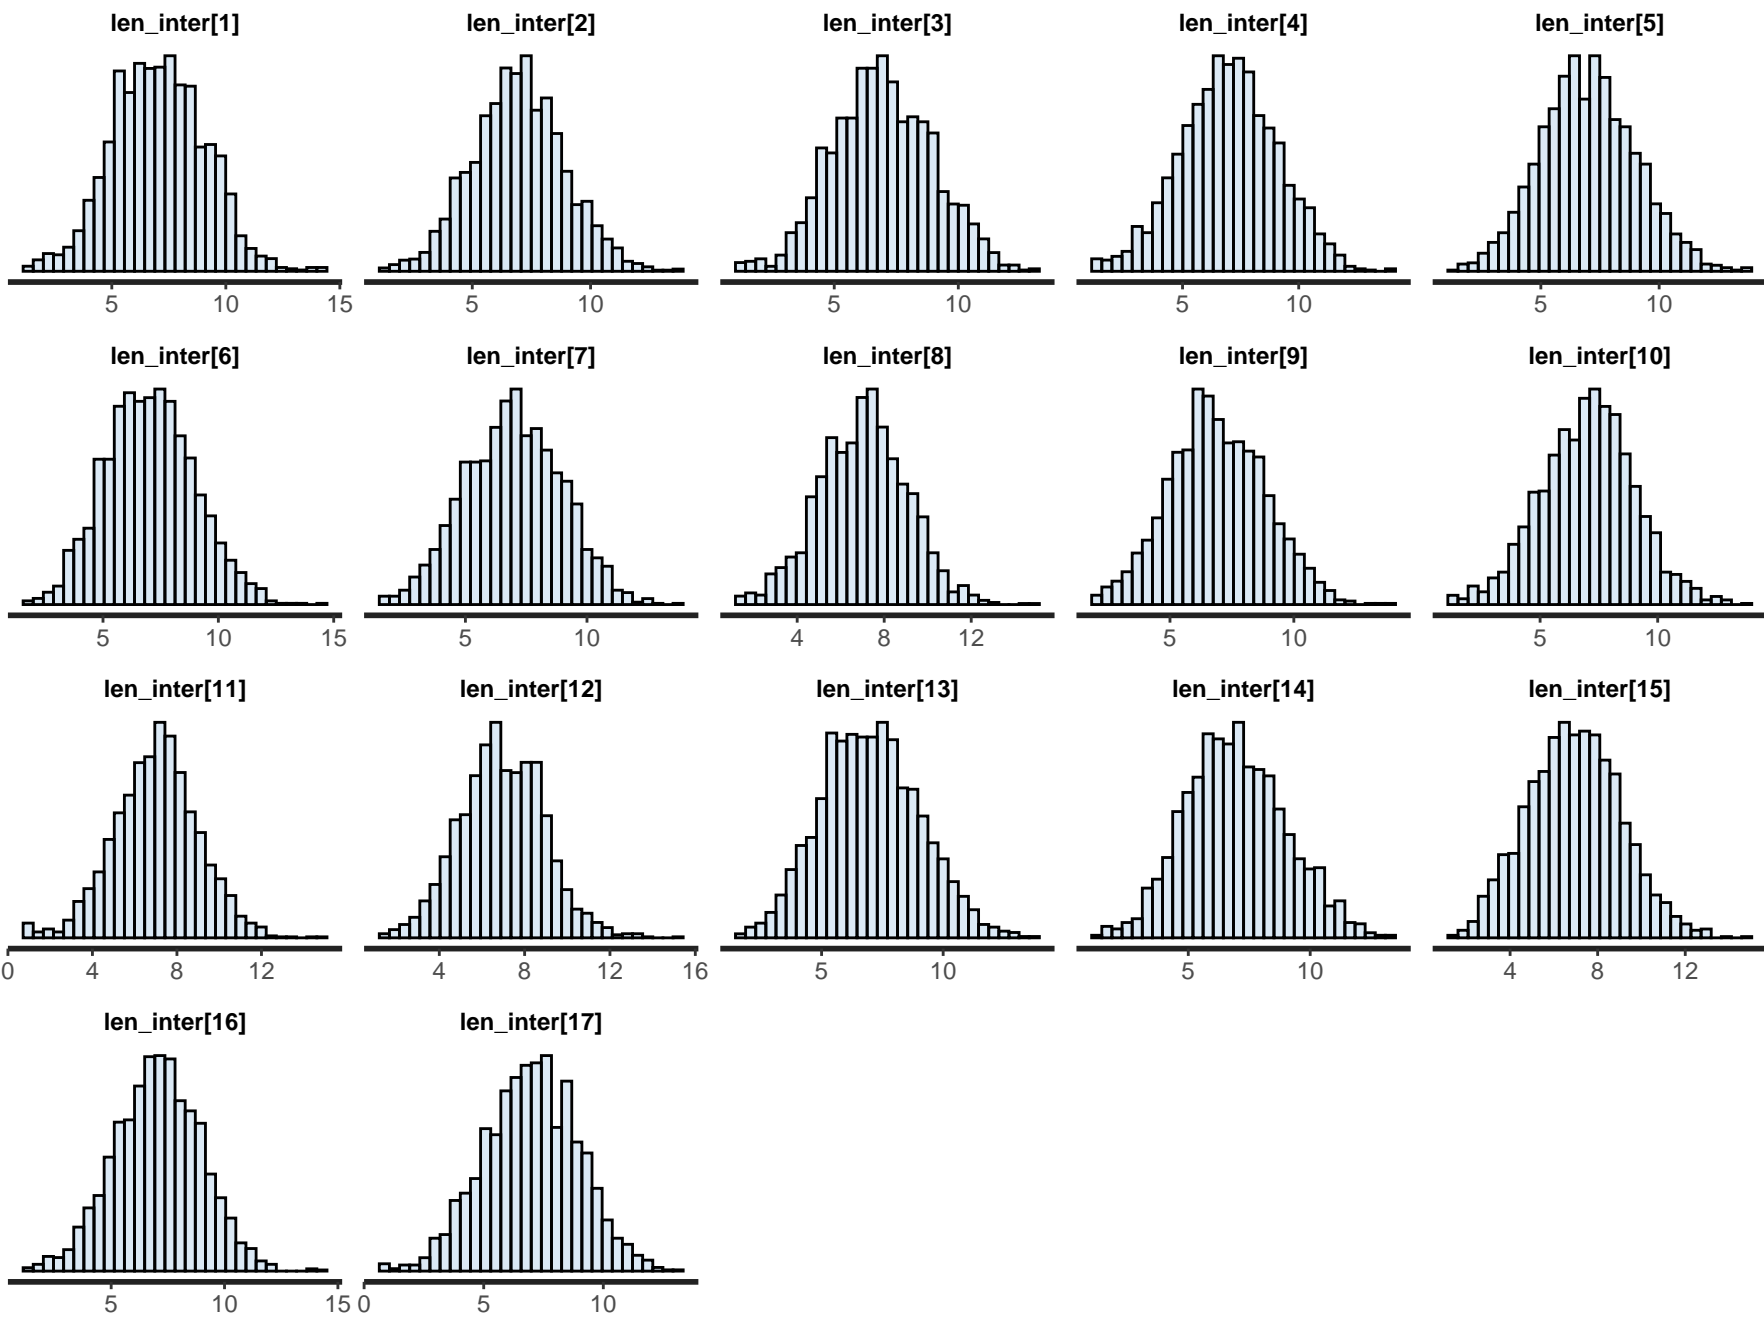 len_inter[1] len_inter[2] len_inter[3] len_inter[4] len_inter[5]
5 10 15 5 10 5 10 5 10 5 10
len_inter[6] len_inter[7] len_inter[8] len_inter[9] len_inter[10]
5 10 15 5 10 4 8 12 5 10 5 10
len_inter[11] len_inter[12] len_inter[13] len_inter[14] len_inter[15]
0 4 8 12 4 8 12 16 5 10 5 10 4 8 12
len_inter[16] len_inter[17]
5 10 15 0 5 10